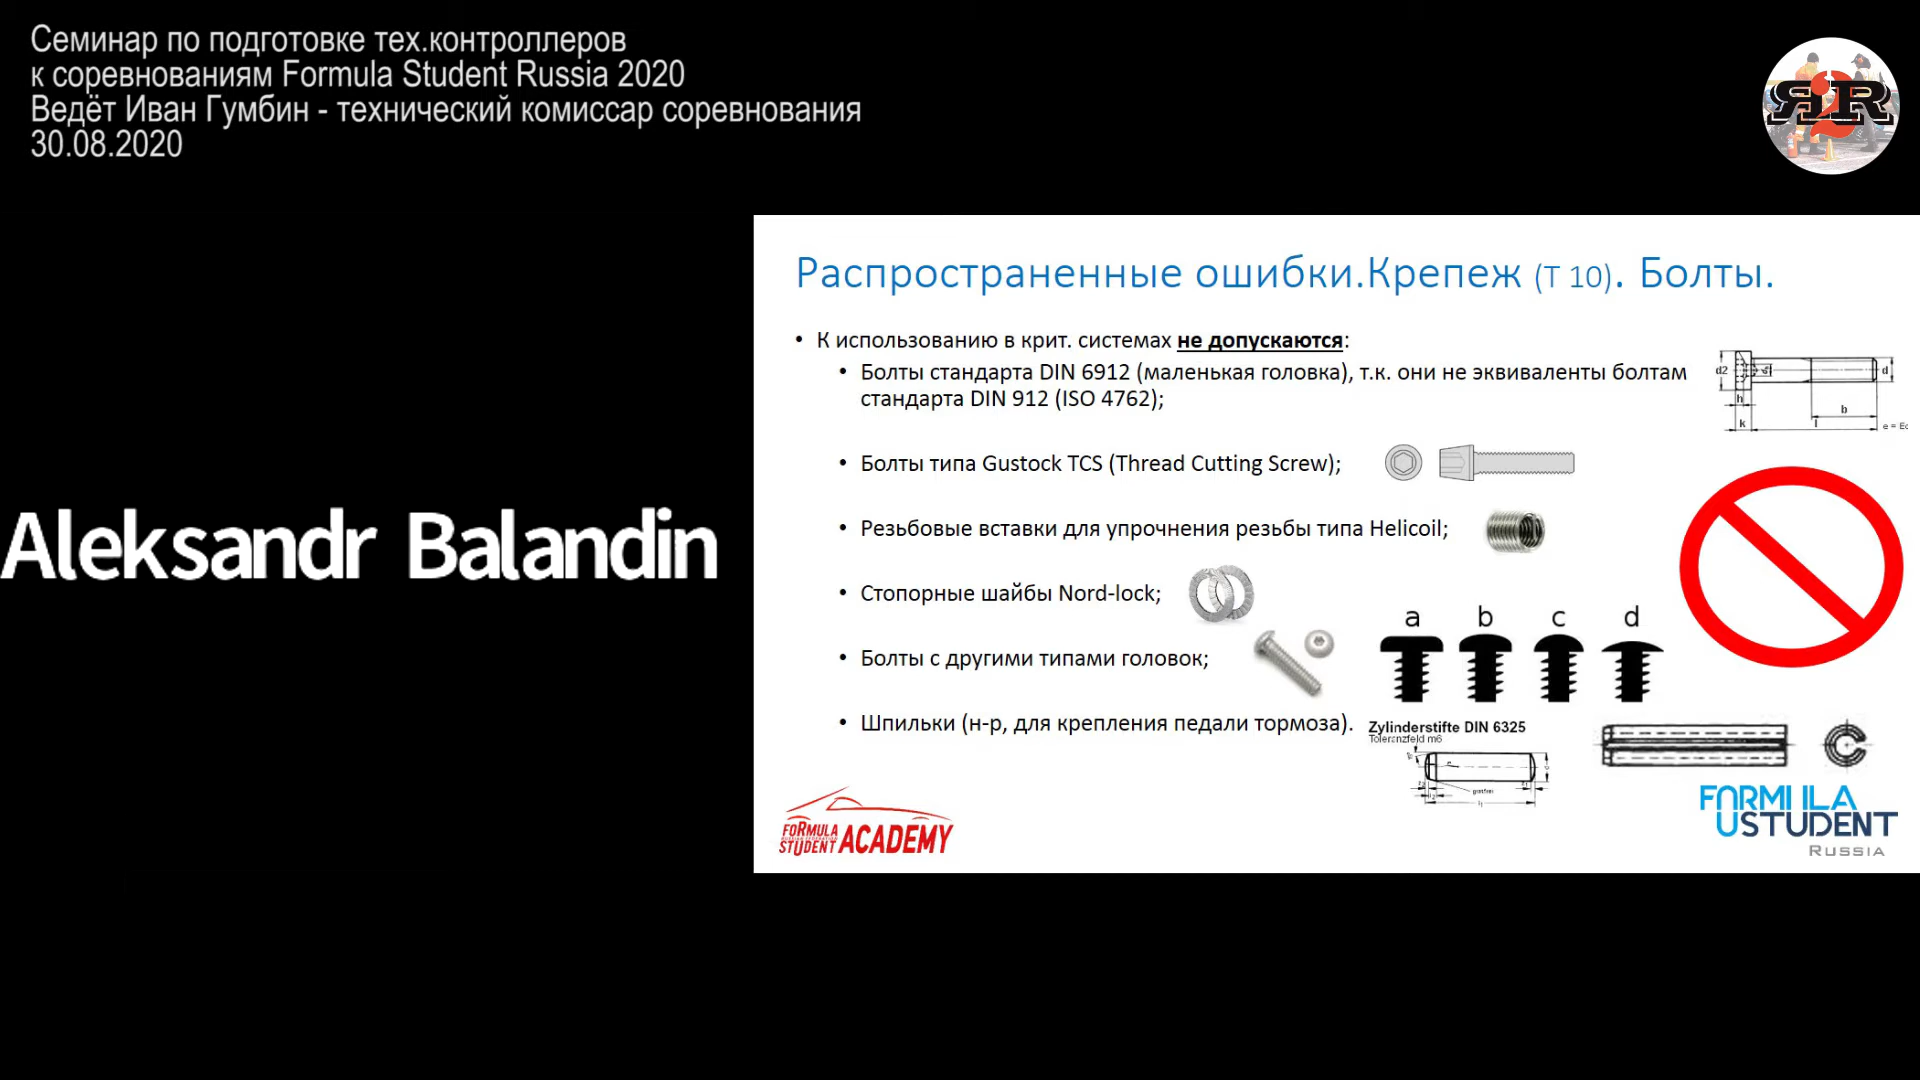 Семинар по подготовке тех.контроллеров
к соревнованиям Formula Student Russia 2020
Ведёт Иван Гумбин - технический комиссар соревнования
30.08.2020
Aleksandr Balandin
Распространенные ошибки.Крепеж (Т 10). Болты.
• К использованию в крит. системах не допускаются:
• Болты стандарта DIN 6912 (маленькая головка), т.к. они не эквиваленты болтам
стандарта DIN 912 (ISO 4762);
d2
d
h
b
k
l
e = Ec
• Болты типа Gustock TCS (Thread Cutting Screw);
• Резьбовые вставки для упрочнения резьбы типа Helicoil;
• Стопорные шайбы Nord-lock;
a b c d
• Болты с другими типами головок;
• Шпильки (н-р, для крепления педали тормоза).
Zylinderstifte DIN 6325
Toleranzfeld m6
FORMULA
STUDENT ACADEMY
FORMULA
STUDENT
RUSSIA